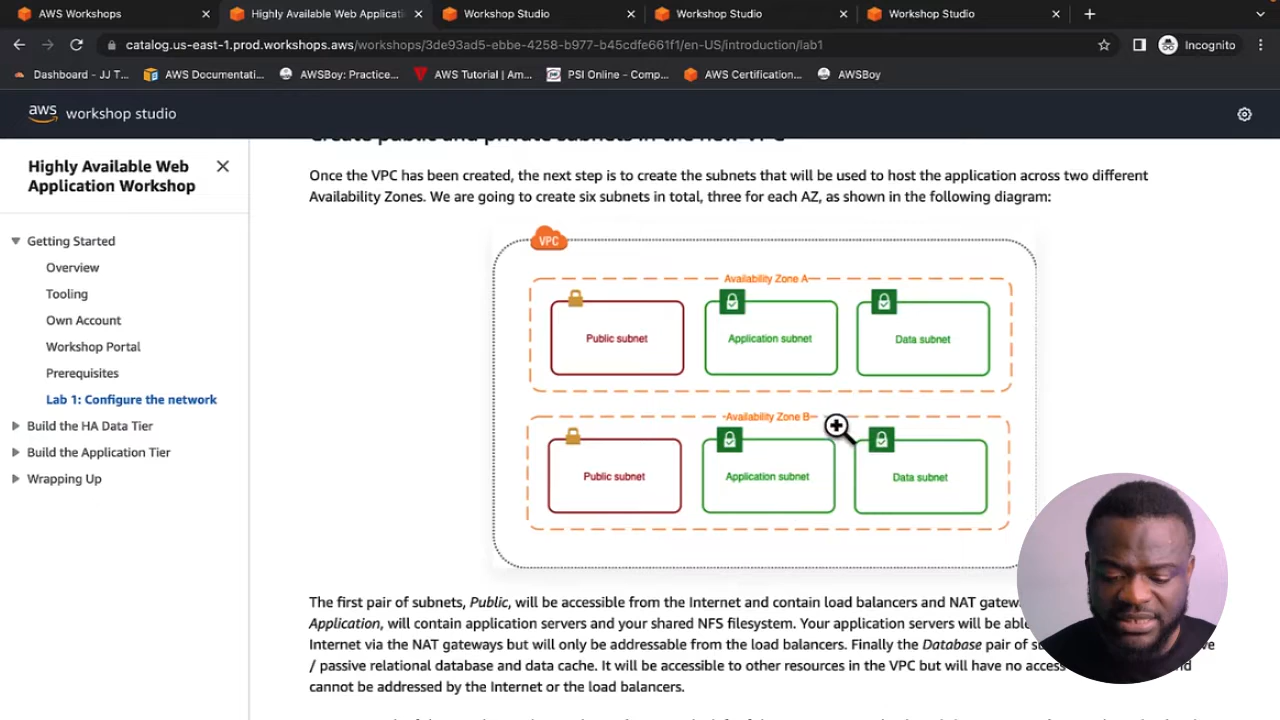 AWS Workshops
Highly Available Web Applicati
Workshop Studio
Workshop Studio
Workshop Studio
catalog.us-east-1.prod.workshops.aws/workshops/3de93ad5-ebbe-4258-b977-b45cdfe661f1/en-US/introduction/lab1
Incognito
Dashboard - JJ T...
AWS Documentati...
AWSBoy: Practice...
AWS Tutorial | Am...
PSI Online - Comp...
AWS Certification...
AWSBoy
aws workshop studio
Highly Available Web
Application Workshop
Getting Started
Overview
Tooling
Own Account
Workshop Portal
Prerequisites
Lab 1: Configure the network
Build the HA Data Tier
Build the Application Tier
Wrapping Up
Create public and private subnets in the new VPC
Once the VPC has been created, the next step is to create the subnets that will be used to host the application across two different
Availability Zones. We are going to create six subnets in total, three for each AZ, as shown in the following diagram:
VPC
Availability Zone A
Public subnet
Application subnet
Data subnet
Availability Zone B
Public subnet
Application subnet
Data subnet
The first pair of subnets, Public, will be accessible from the Internet and contain load balancers and NAT
Application, will contain application servers and your shared NFS filesystem. Your application servers will be
Internet via the NAT gateways but will only be addressable from the load balancers. Finally the Database pair of
/ passive relational database and data cache. It will be accessible to other resources in the VPC but will have no access
cannot be addressed by the Internet or the load balancers.